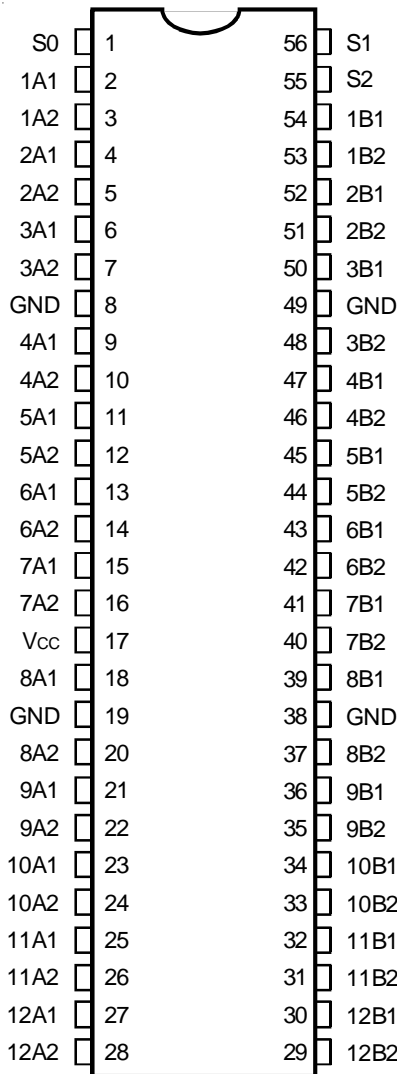 S0 1 56 S1
1A1 2 55 S2
1A2 3 54 1B1
2A1 4 53 1B2
2A2 5 52 2B1
3A1 6 51 2B2
3A2 7 50 3B1
GND 8 49 GND
4A1 9 48 3B2
4A2 10 47 4B1
5A1 11 46 4B2
5A2 12 45 5B1
6A1 13 44 5B2
6A2 14 43 6B1
7A1 15 42 6B2
7A2 16 41 7B1
VCC 17 40 7B2
8A1 18 39 8B1
GND 19 38 GND
8A2 20 37 8B2
9A1 21 36 9B1
9A2 22 35 9B2
10A1 23 34 10B1
10A2 24 33 10B2
11A1 25 32 11B1
11A2 26 31 11B2
12A1 27 30 12B1
12A2 28 29 12B2